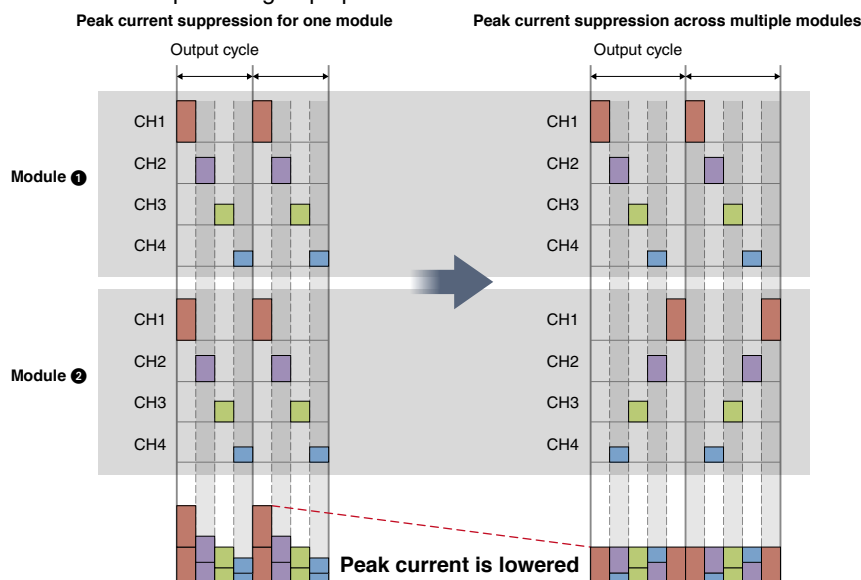 Peak current suppression for one module
Peak current suppression across multiple modules
Output cycle
Output cycle
Module ❶
CH1
CH2
CH3
CH4
CH1
CH2
CH3
CH4
Module ❷
CH1
CH2
CH3
CH4
CH1
CH2
CH3
CH4
Peak current is lowered